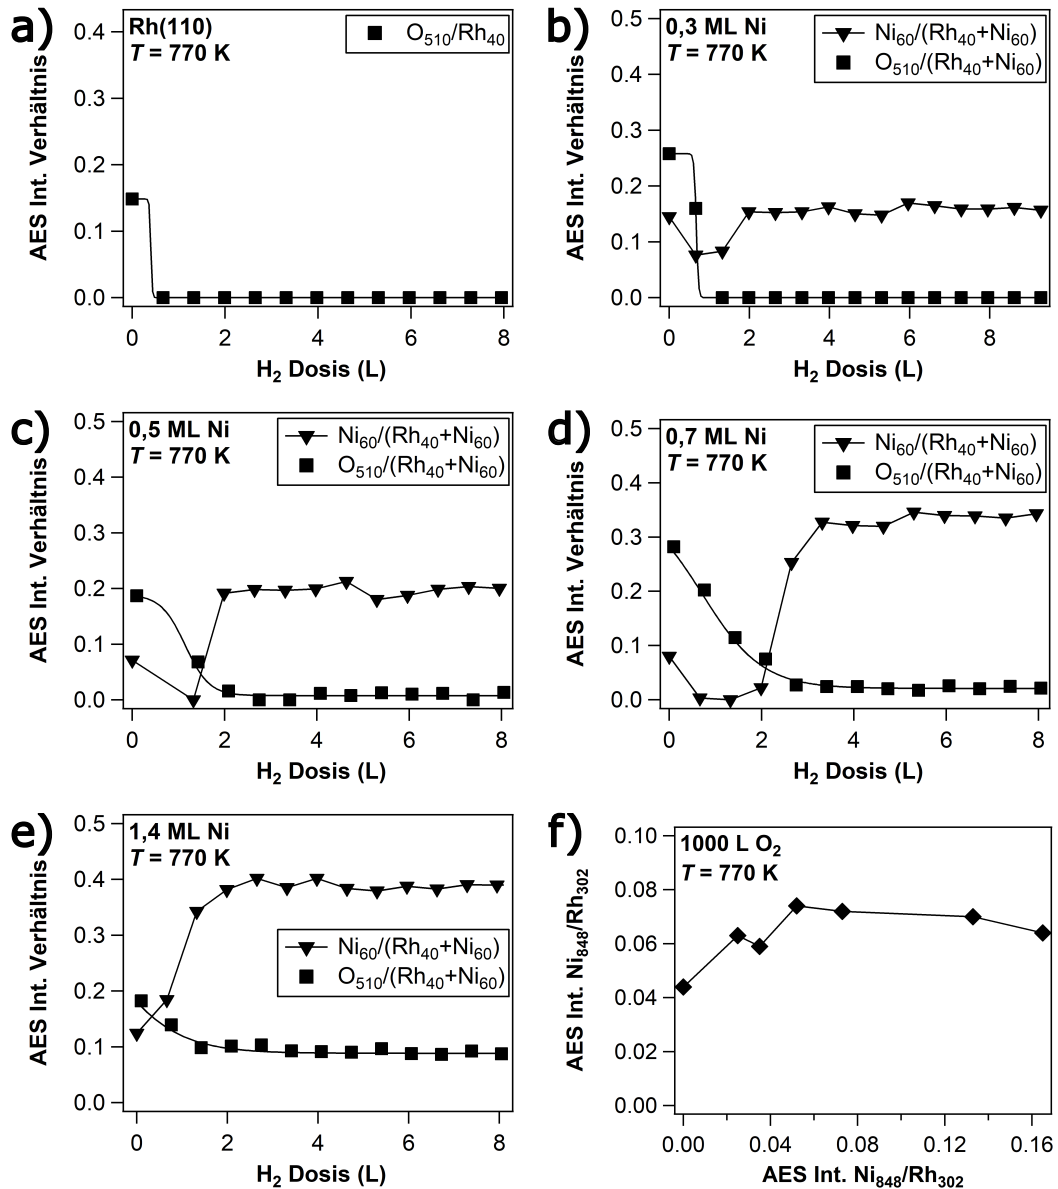 a)
Rh(110)
T = 770 K
O510/Rh40
AES Int. Verhältnis
0.4
0.3
0.2
0.1
0.0
0 2 4 6 8
H2 Dosis (L)
b)
0,3 ML Ni
T = 770 K
Ni60/(Rh40+Ni60)
O510/(Rh40+Ni60)
AES Int. Verhältnis
0.5
0.4
0.3
0.2
0.1
0.0
0 2 4 6 8
H2 Dosis (L)
c)
0,5 ML Ni
T = 770 K
Ni60/(Rh40+Ni60)
O510/(Rh40+Ni60)
AES Int. Verhältnis
0.5
0.4
0.3
0.2
0.1
0.0
0 2 4 6 8
H2 Dosis (L)
d)
0,7 ML Ni
T = 770 K
Ni60/(Rh40+Ni60)
O510/(Rh40+Ni60)
AES Int. Verhältnis
0.5
0.4
0.3
0.2
0.1
0.0
0 2 4 6 8
H2 Dosis (L)
e)
1,4 ML Ni
T = 770 K
Ni60/(Rh40+Ni60)
O510/(Rh40+Ni60)
AES Int. Verhältnis
0.5
0.4
0.3
0.2
0.1
0.0
0 2 4 6 8
H2 Dosis (L)
f)
1000 L O2
T = 770 K
AES Int. Ni848/Rh302
0.10
0.08
0.06
0.04
0.02
0.00
0.00 0.04 0.08 0.12 0.16
AES Int. Ni848/Rh302